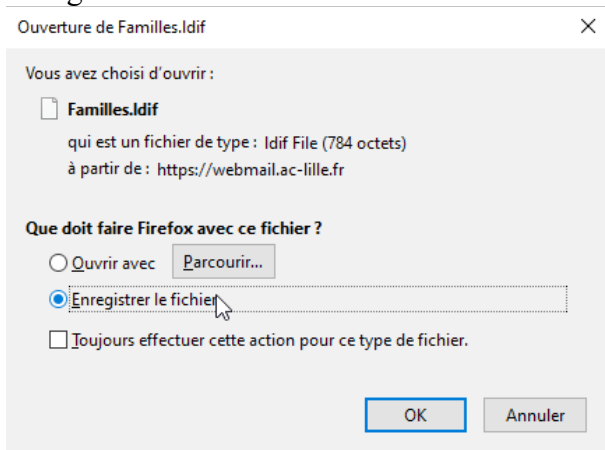 Ouverture de Familles.ldif
Vous avez choisi d'ouvrir :
Familles.ldif
qui est un fichier de type : ldif File (784 octets)
à partir de : https://webmail.ac-lille.fr
Que doit faire Firefox avec ce fichier ?
Ouvrir avec Parcourir...
Enregistrer le fichier
Toujours effectuer cette action pour ce type de fichier.
OK Annuler